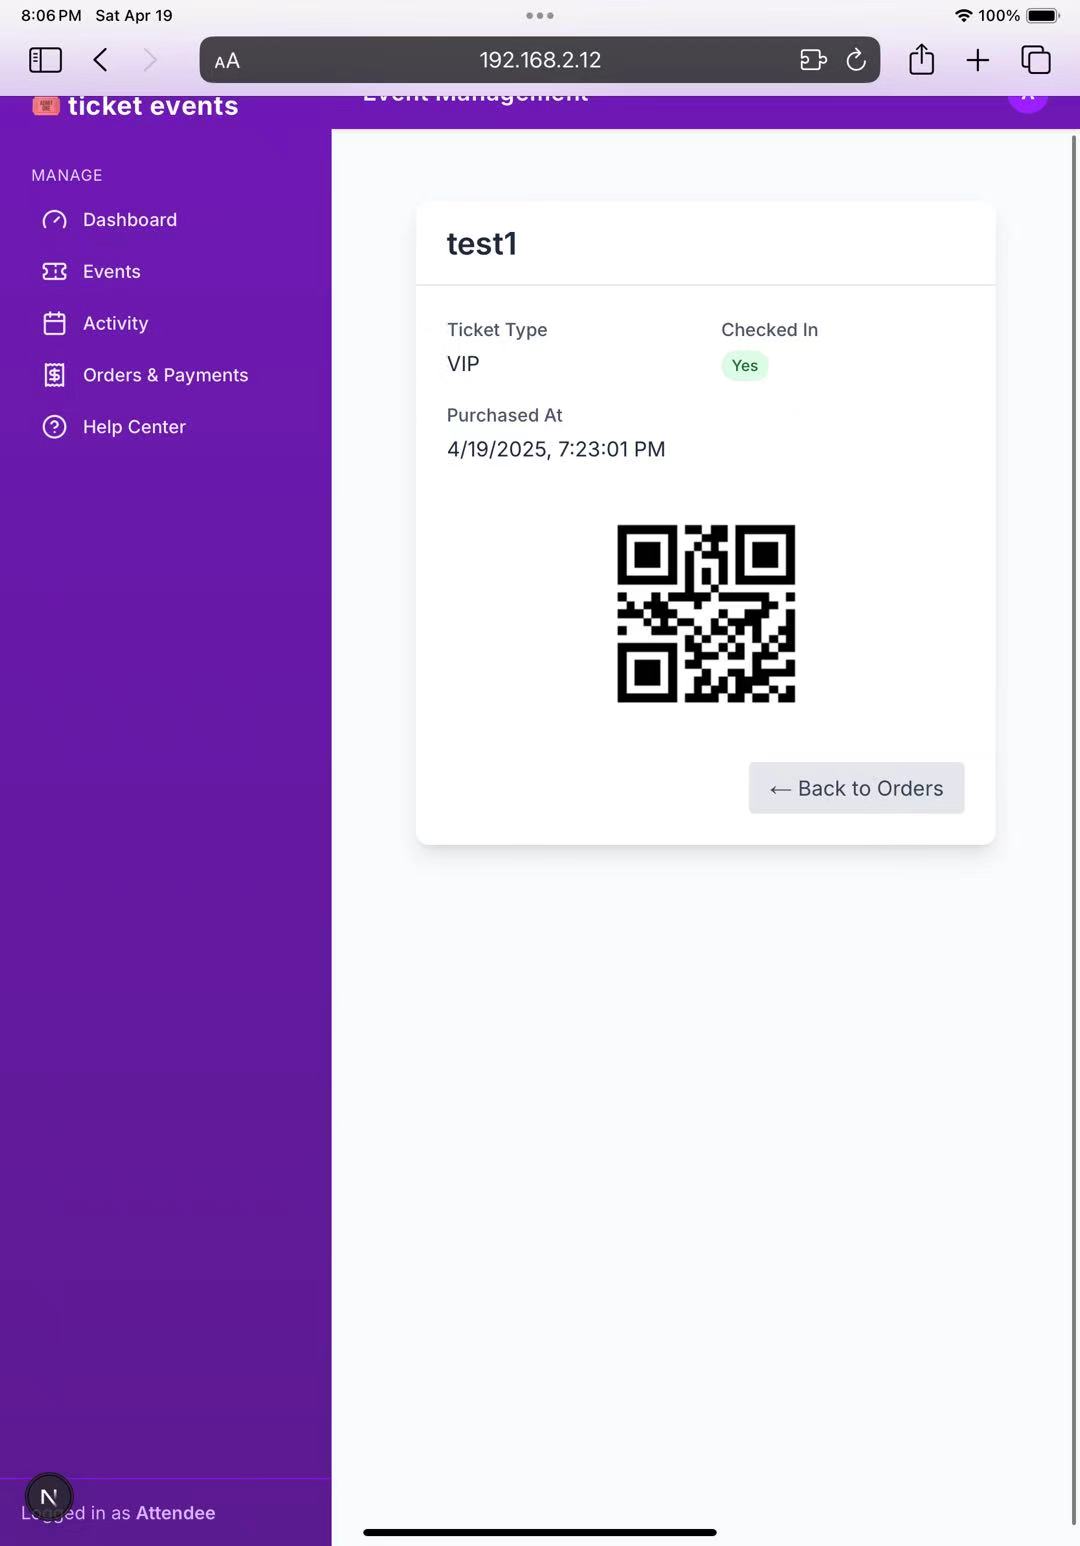 8:06 PM Sat Apr 19
100%
AA
192.168.2.12
ticket events
Event Management
MANAGE
Dashboard
Events
Activity
Orders & Payments
Help Center
test1
Ticket Type
Checked In
VIP
Yes
Purchased At
4/19/2025, 7:23:01 PM
← Back to Orders
N
Logged in as Attendee